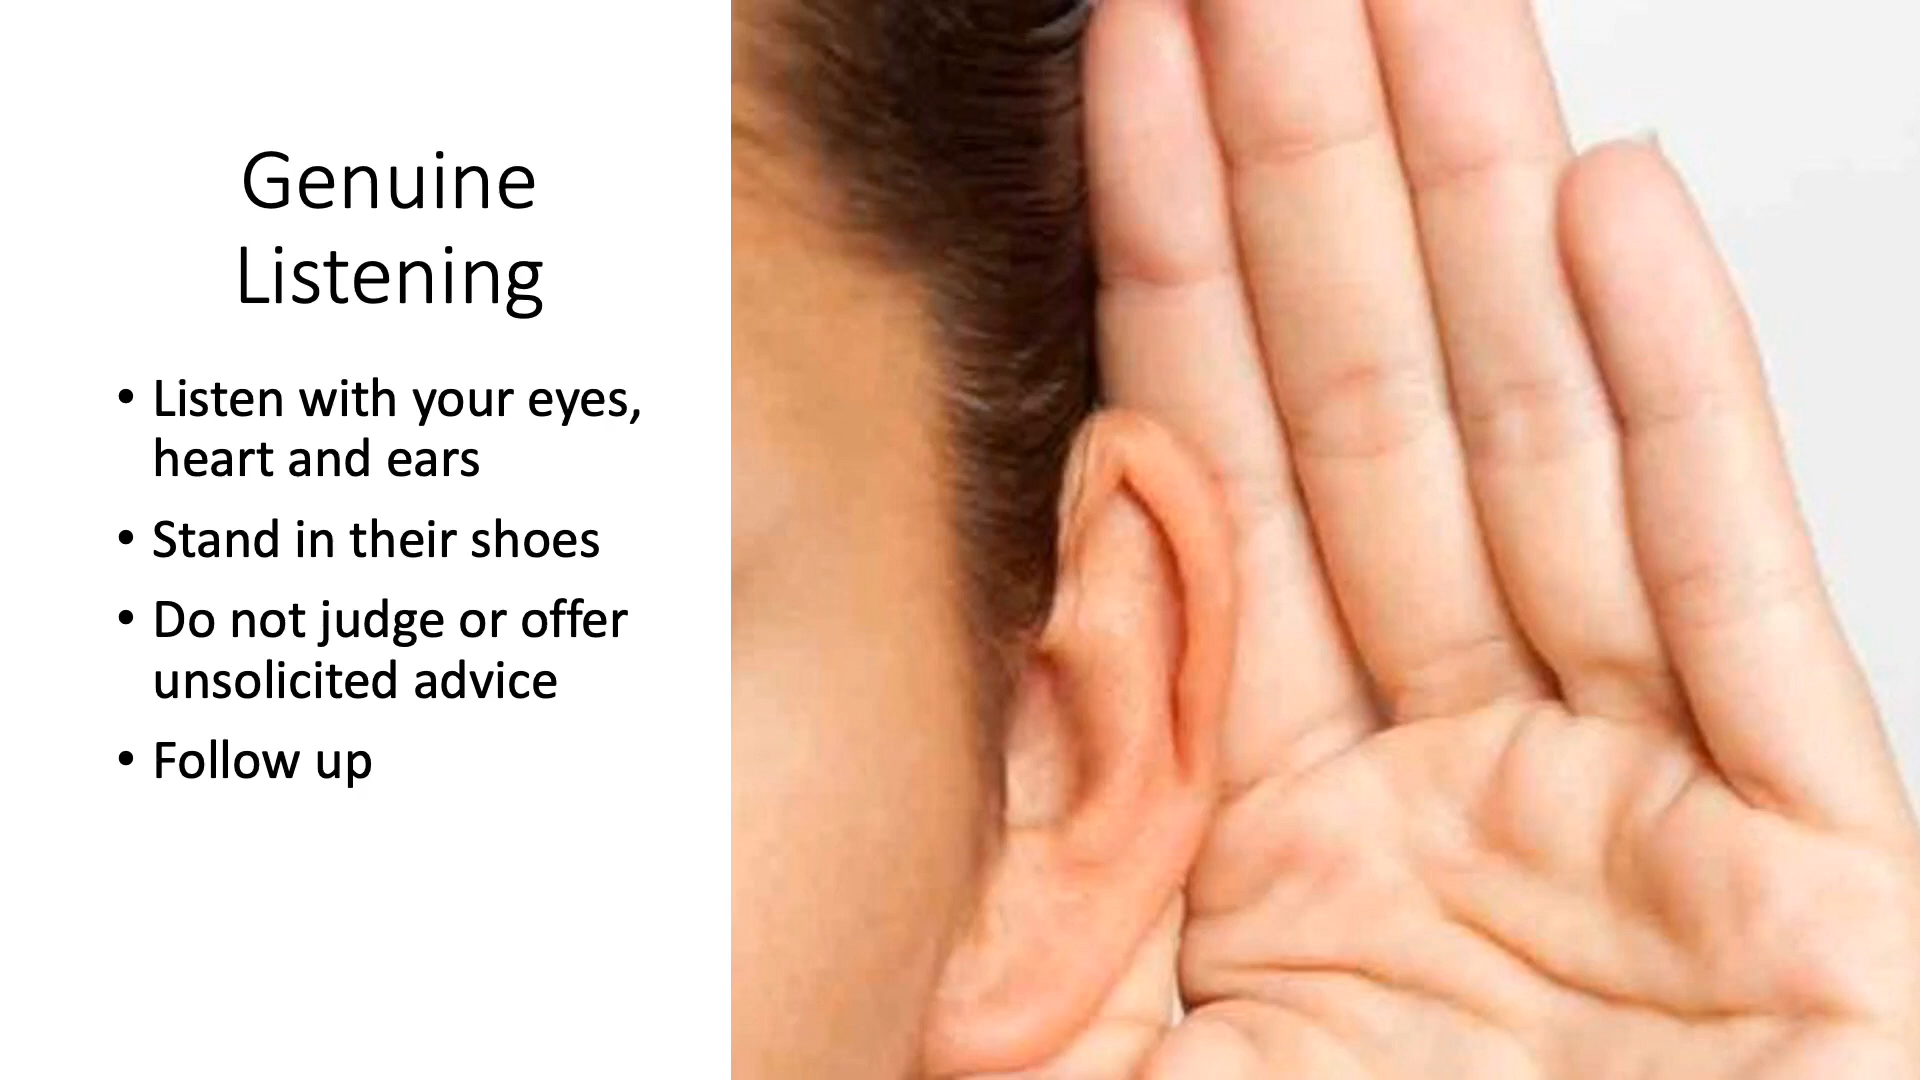 Genuine
Listening
• Listen with your eyes,
heart and ears
• Stand in their shoes
• Do not judge or offer
unsolicited advice
• Follow up